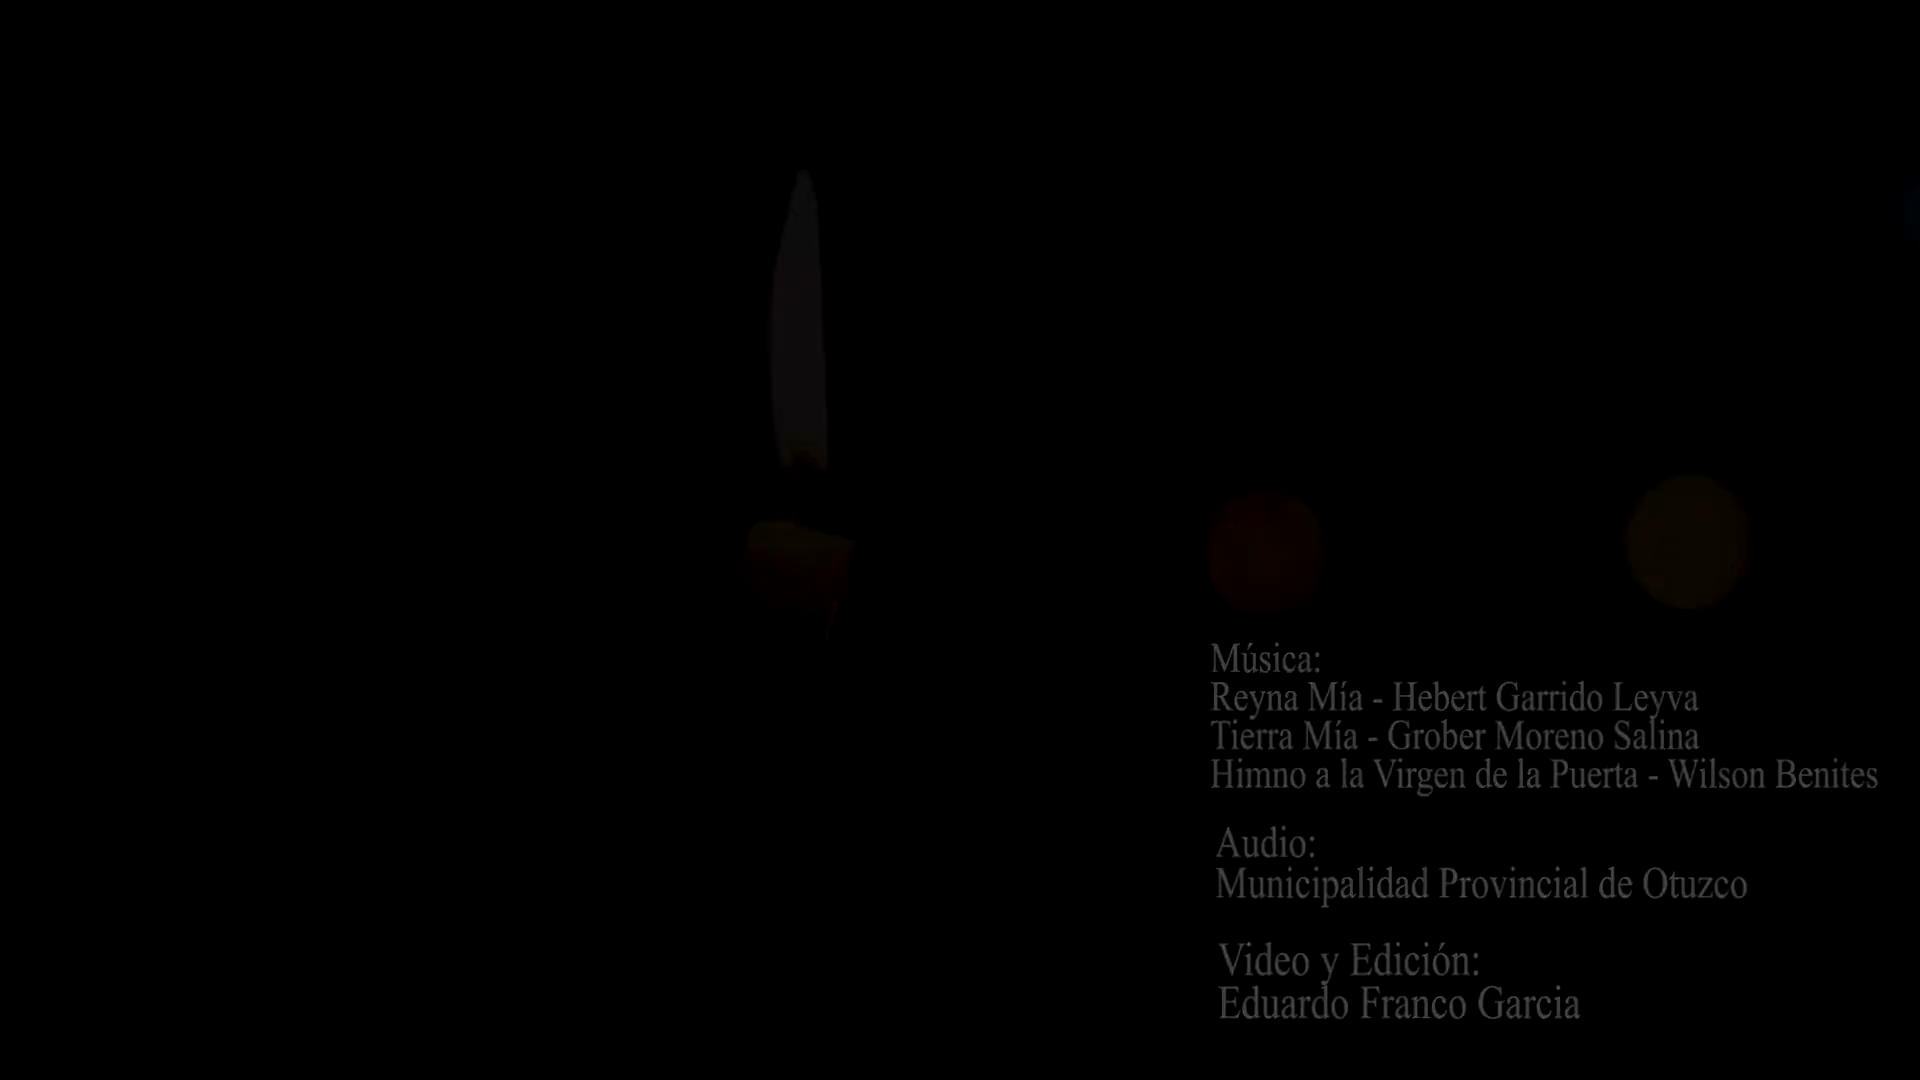 Música:
Reyna Mía - Hebert Garrido Leyva
Tierra Mía - Grober Moreno Salina
Himno a la Virgen de la Puerta - Wilson Benites
Audio:
Municipalidad Provincial de Otuzco
Video y Edición:
Eduardo Franco Garcia